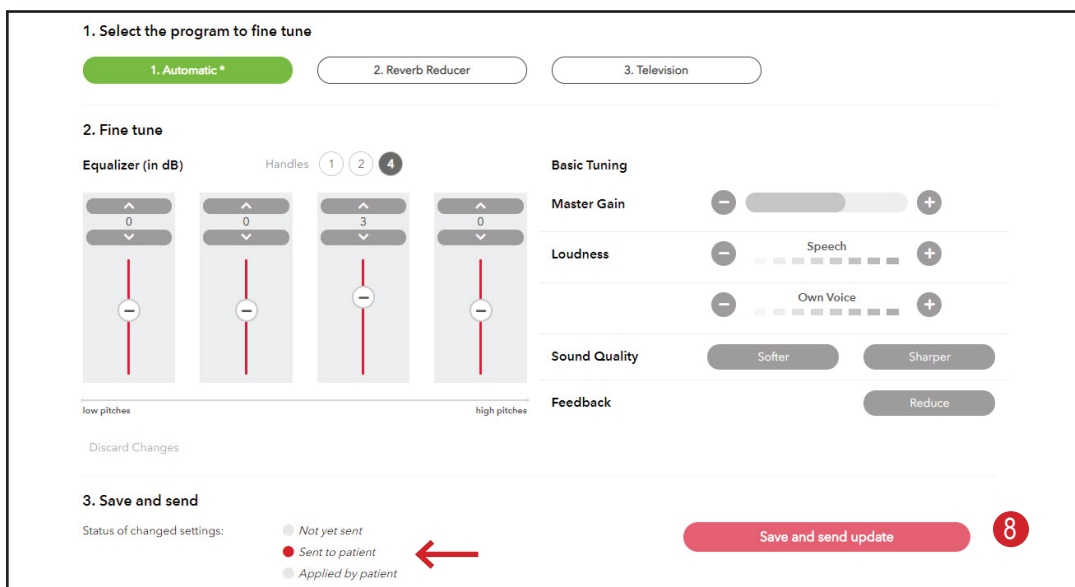 1. Select the program to fine tune
1. Automatic *
2. Reverb Reducer
3. Television
2. Fine tune
Equalizer (in dB)
Handles 1 2 4
0 0 3 0
low pitches
high pitches
Discard Changes
Basic Tuning
Master Gain
Loudness
Speech
Own Voice
Sound Quality
Softer
Sharper
Feedback
Reduce
3. Save and send
Status of changed settings:
Not yet sent
Sent to patient
Applied by patient
Save and send update
8